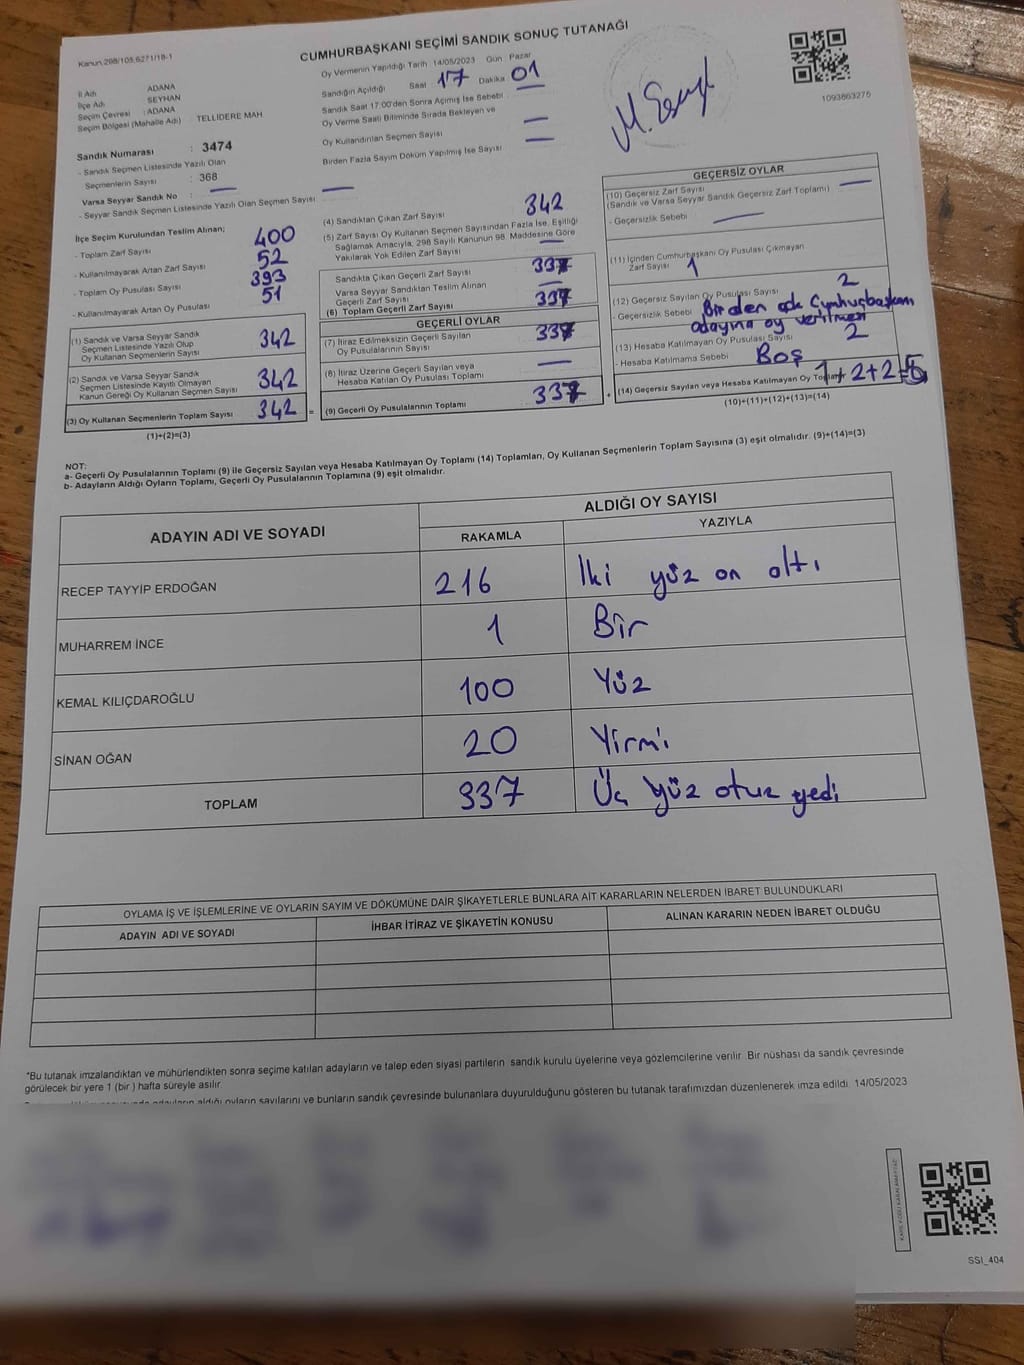 Kanun.298/105,6271/18-1
CUMHURBAŞKANI SEÇİMİ SANDIK SONUÇ TUTANAĞI
İl Adı : ADANA
İlçe Adı : SEYHAN
Seçim Çevresi : ADANA
Seçim Bölgesi (Mahalle Adı) : TELLİDERE MAH
Sandık Numarası : 3474
- Sandık Seçmen Listesinde Yazılı Olan
Seçmenlerin Sayısı : 368
Varsa Seyyar Sandık No : —
- Seyyar Sandık Seçmen Listesinde Yazılı Olan Seçmen Sayısı —
Oy Vermenin Yapıldığı Tarih 14/05/2023 Gün Pazar
Sandığın Açıldığı Saat 17 Dakika 01
Sandık Saat 17:00'den Sonra Açılmış İse Sebebi
Oy Verme Saati Bitiminde Sırada Bekleyen ve
Oy Kullandırılan Seçmen Sayısı —
Birden Fazla Sayım Döküm Yapılmış İse Sayısı —
1093863275
İlçe Seçim Kurulundan Teslim Alınan;
- Toplam Zarf Sayısı 400
- Kullanılmayarak Artan Zarf Sayısı 52
- Toplam Oy Pusulası Sayısı 393
- Kullanılmayarak Artan Oy Pusulası 51
(1) Sandık ve Varsa Seyyar Sandık
Seçmen Listesinde Yazılı Olup
Oy Kullanan Seçmenlerin Sayısı 342
(2) Sandık ve Varsa Seyyar Sandık
Seçmen Listesinde Kayıtlı Olmayan
Kanun Gereği Oy Kullanan Seçmen Sayısı 342
(3) Oy Kullanan Seçmenlerin Toplam Sayısı 342 =
(1)+(2)=(3)
(4) Sandıktan Çıkan Zarf Sayısı 342
(5) Zarf Sayısı Oy Kullanan Seçmen Sayısından Fazla İse, Eşitliği
Sağlamak Amacıyla, 298 Sayılı Kanunun 98. Maddesine Göre
Yakılarak Yok Edilen Zarf Sayısı —
Sandıkta Çıkan Geçerli Zarf Sayısı 337
Varsa Seyyar Sandıktan Teslim Alınan
Geçerli Zarf Sayısı —
(6) Toplam Geçerli Zarf Sayısı 337
GEÇERLİ OYLAR
(7) İtiraz Edilmeksizin Geçerli Sayılan
Oy Pusulalarının Sayısı 337
(8) İtiraz Üzerine Geçerli Sayılan veya
Hesaba Katılan Oy Pusulası Toplamı —
(9) Geçerli Oy Pusulalarının Toplamı 337 +
GEÇERSİZ OYLAR
(10) Geçersiz Zarf Sayısı
(Sandık ve Varsa Seyyar Sandık Geçersiz Zarf Toplamı) —
- Geçersizlik Sebebi —
(11) İçinden Cumhurbaşkanı Oy Pusulası Çıkmayan
Zarf Sayısı 1
(12) Geçersiz Sayılan Oy Pusulası Sayısı 2
- Geçersizlik Sebebi Birden çok Cumhurbaşkanı
adayına oy verilmesi
(13) Hesaba Katılmayan Oy Pusulası Sayısı 2
- Hesaba Katılmama Sebebi Boş
(14) Geçersiz Sayılan veya Hesaba Katılmayan Oy Toplamı 1+2+2=5
(10)+(11)+(12)+(13)=(14)
NOT:
a- Geçerli Oy Pusulalarının Toplamı (9) ile Geçersiz Sayılan veya Hesaba Katılmayan Oy Toplamı (14) Toplamları, Oy Kullanan Seçmenlerin Toplam Sayısına (3) eşit olmalıdır. (9)+(14)=(3)
b- Adayların Aldığı Oyların Toplamı, Geçerli Oy Pusulalarının Toplamına (9) eşit olmalıdır.
ADAYIN ADI VE SOYADI
ALDIĞI OY SAYISI
RAKAMLA YAZIYLA
RECEP TAYYİP ERDOĞAN 216 İki yüz on altı
MUHARREM İNCE 1 Bir
KEMAL KILIÇDAROĞLU 100 Yüz
SİNAN OĞAN 20 Yirmi
TOPLAM 337 Üç Yüz otuz yedi
OYLAMA İŞ VE İŞLEMLERİNE VE OYLARIN SAYIM VE DÖKÜMÜNE DAİR ŞİKAYETLERLE BUNLARA AİT KARARLARIN NELERDEN İBARET BULUNDUKLARI
ADAYIN ADI VE SOYADI İHBAR İTİRAZ VE ŞİKAYETİN KONUSU ALINAN KARARIN NEDEN İBARET OLDUĞU
*Bu tutanak imzalandıktan ve mühürlendikten sonra seçime katılan adayların ve talep eden siyasi partilerin sandık kurulu üyelerine veya gözlemcilerine verilir. Bir nüshası da sandık çevresinde
görülecek bir yere 1 (bir ) hafta süreyle asılır.
adayların aldığı oyların sayılarını ve bunların sandık çevresinde bulunanlara duyurulduğunu gösteren bu tutanak tarafımızdan düzenlenerek imza edildi. 14/05/2023
SSI_404